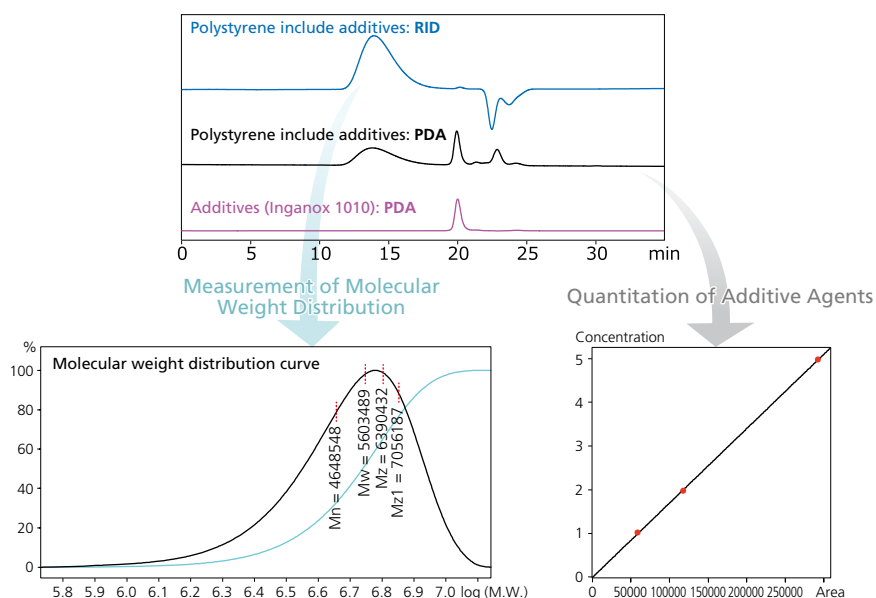 Polystyrene include additives: RID
Polystyrene include additives: PDA
Additives (Inganox 1010): PDA
0 5 10 15 20 25 30 min
Measurement of Molecular
Weight Distribution
Quantitation of Additive Agents
%
Molecular weight distribution curve
100
80
60
40
20
0
Mn = 4648548
Mw = 5603489
Mz = 6390432
Mz1 = 7056187
5.8 5.9 6.0 6.1 6.2 6.3 6.4 6.5 6.6 6.7 6.8 6.9 7.0 log (M.W.)
Concentration
5
4
3
2
1
0
0 50000 100000 150000 200000 250000 Area